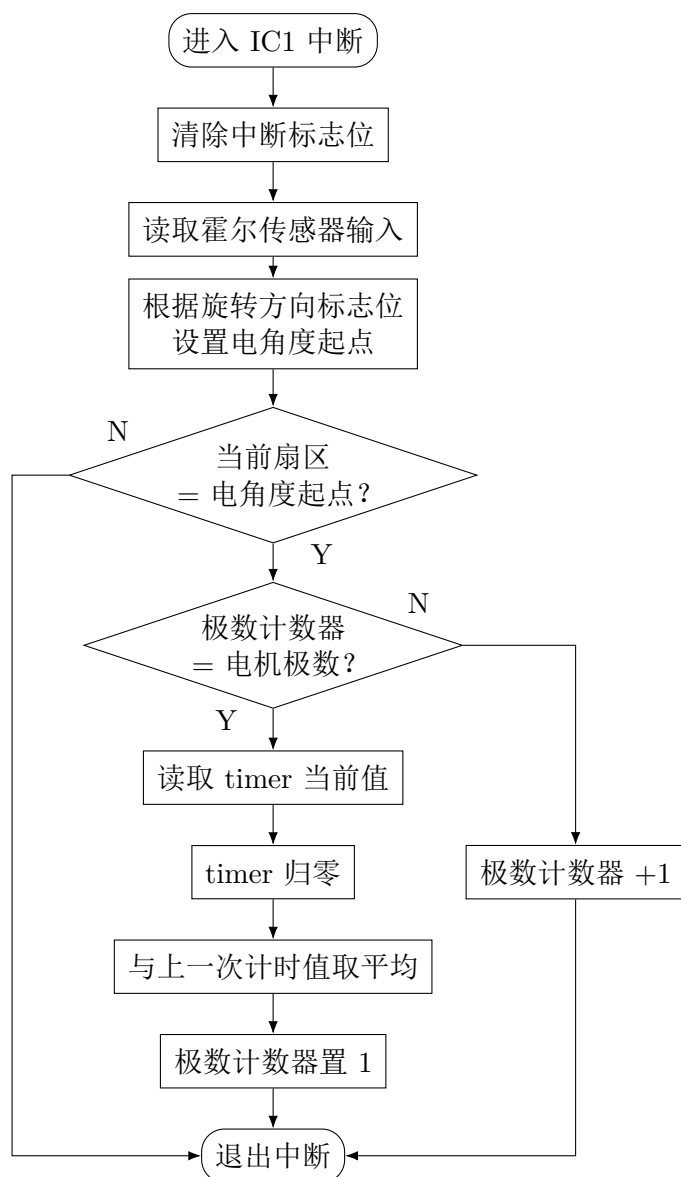 进入 IC1 中断
清除中断标志位
读取霍尔传感器输入
根据旋转方向标志位
设置电角度起点
N
当前扇区
= 电角度起点？
Y
N
极数计数器
= 电机极数？
Y
读取 timer 当前值
timer 归零
极数计数器 +1
与上一次计时值取平均
极数计数器置 1
退出中断